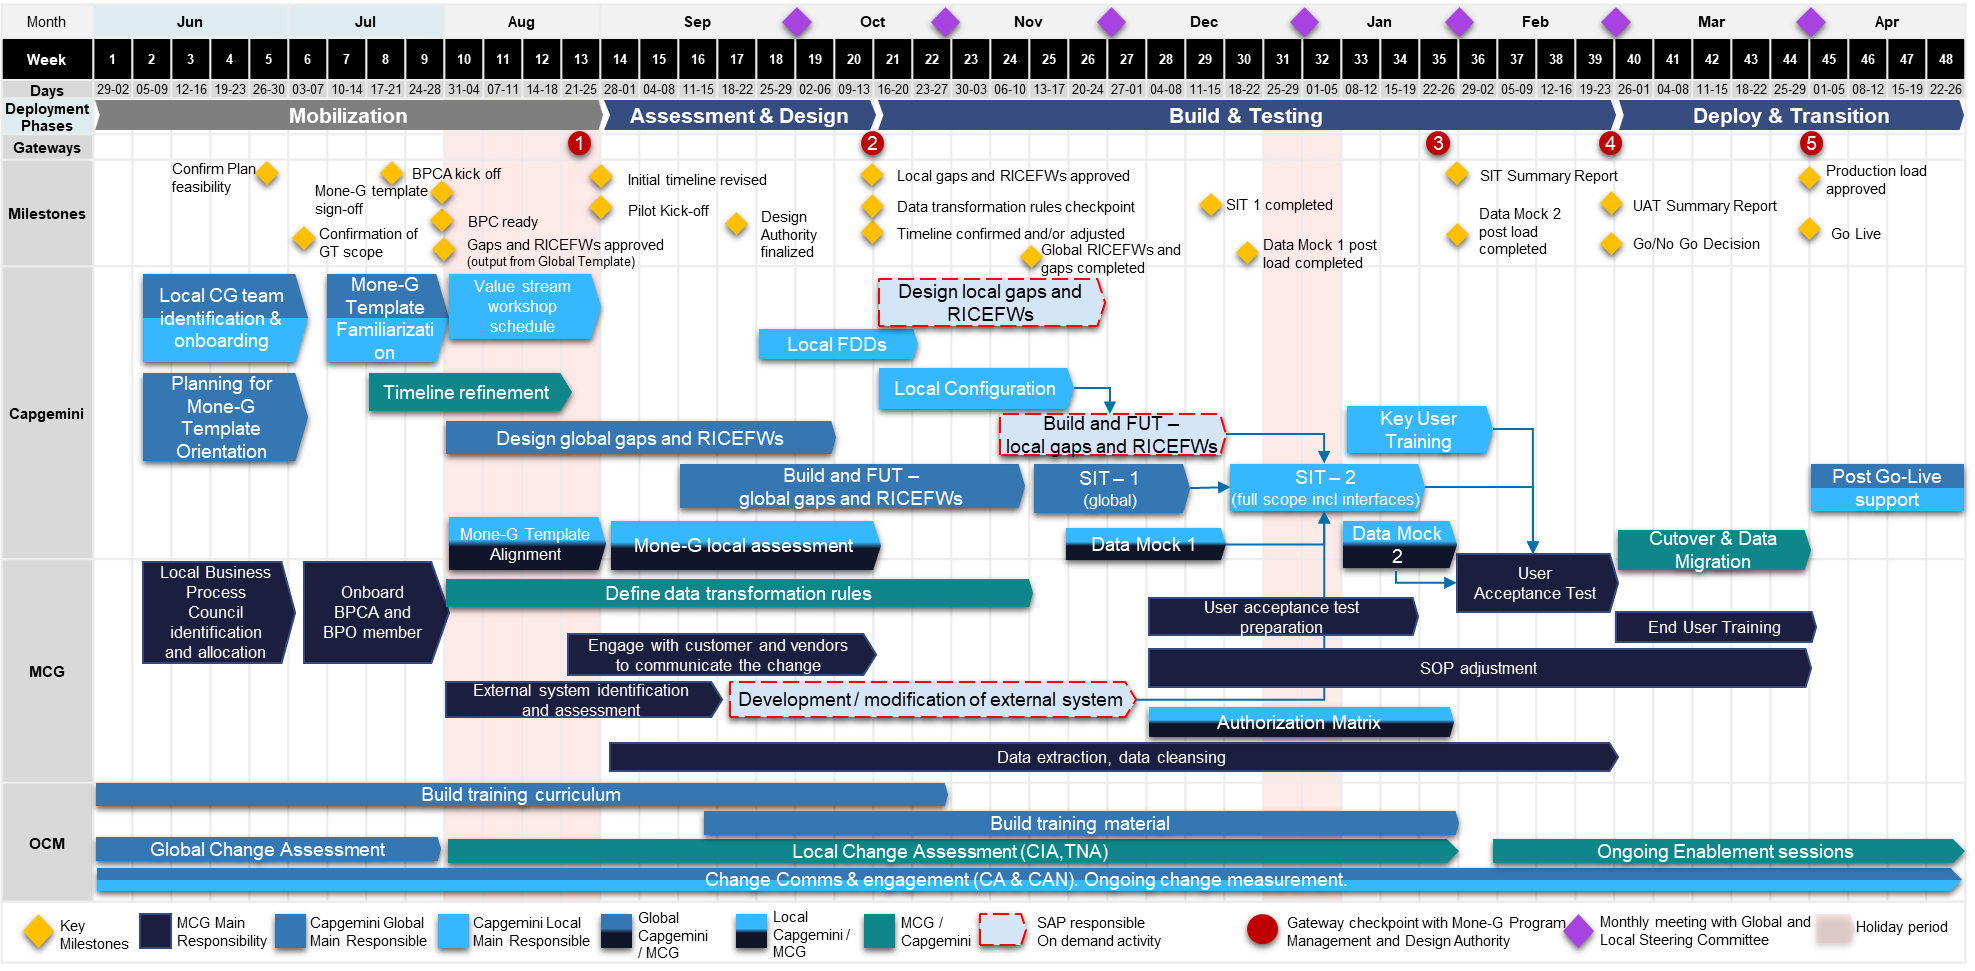 Month Jun Jul Aug Sep Oct Nov Dec Jan Feb Mar Apr
Week 1 2 3 4 5 6 7 8 9 10 11 12 13 14 15 16 17 18 19 20 21 22 23 24 25 26 27 28 29 30 31 32 33 34 35 36 37 38 39 40 41 42 43 44 45 46 47 48
Days 29-02 05-09 12-16 19-23 26-30 03-07 10-14 17-21 24-28 31-04 07-11 14-18 21-25 28-01 04-08 11-15 18-22 25-29 02-06 09-13 16-20 23-27 30-03 06-10 13-17 20-24 27-01 04-08 11-15 18-22 25-29 01-05 08-12 15-19 22-26 29-02 05-09 12-16 19-23 26-01 04-08 11-15 18-22 25-29 01-05 08-12 15-19 22-26
Deployment
Phases
Mobilization
Assessment & Design
Build & Testing
Deploy & Transition
Gateways
1
2
3
4
5
Milestones
Confirm Plan
feasibility
BPCA kick off
Mone-G template
sign-off
BPC ready
Confirmation of
GT scope
Gaps and RICEFWs approved
(output from Global Template)
Initial timeline revised
Pilot Kick-off
Design
Authority
finalized
Local gaps and RICEFWs approved
Data transformation rules checkpoint
Timeline confirmed and/or adjusted
Global RICEFWs and
gaps completed
SIT 1 completed
Data Mock 1 post
load completed
SIT Summary Report
Data Mock 2
post load
completed
UAT Summary Report
Go/No Go Decision
Production load
approved
Go Live
Capgemini
Local CG team
identification &
onboarding
Mone-G
Template
Familiarizati
on
Value stream
workshop
schedule
Design local gaps and
RICEFWs
Local FDDs
Planning for
Mone-G
Template
Orientation
Timeline refinement
Local Configuration
Design global gaps and RICEFWs
Build and FUT –
local gaps and RICEFWs
Key User
Training
Build and FUT –
global gaps and RICEFWs
SIT – 1
(global)
SIT – 2
(full scope incl interfaces)
Post Go-Live
support
Mone-G Template
Alignment
Mone-G local assessment
Data Mock 1
Data Mock
2
Cutover & Data
Migration
MCG
Local Business
Process
Council
identification
and allocation
Onboard
BPCA and
BPO member
Define data transformation rules
User
Acceptance Test
User acceptance test
preparation
End User Training
Engage with customer and vendors
to communicate the change
SOP adjustment
External system identification
and assessment
Development / modification of external system
Authorization Matrix
Data extraction, data cleansing
OCM
Build training curriculum
Build training material
Global Change Assessment
Local Change Assessment (CIA,TNA)
Ongoing Enablement sessions
Change Comms & engagement (CA & CAN). Ongoing change measurement.
Key
Milestones
MCG Main
Responsibility
Capgemini Global
Main Responsible
Capgemini Local
Main Responsible
Global
Capgemini
/ MCG
Local
Capgemini /
MCG
MCG /
Capgemini
SAP responsible
On demand activity
Gateway checkpoint with Mone-G Program
Management and Design Authority
Monthly meeting with Global and
Local Steering Committee
Holiday period